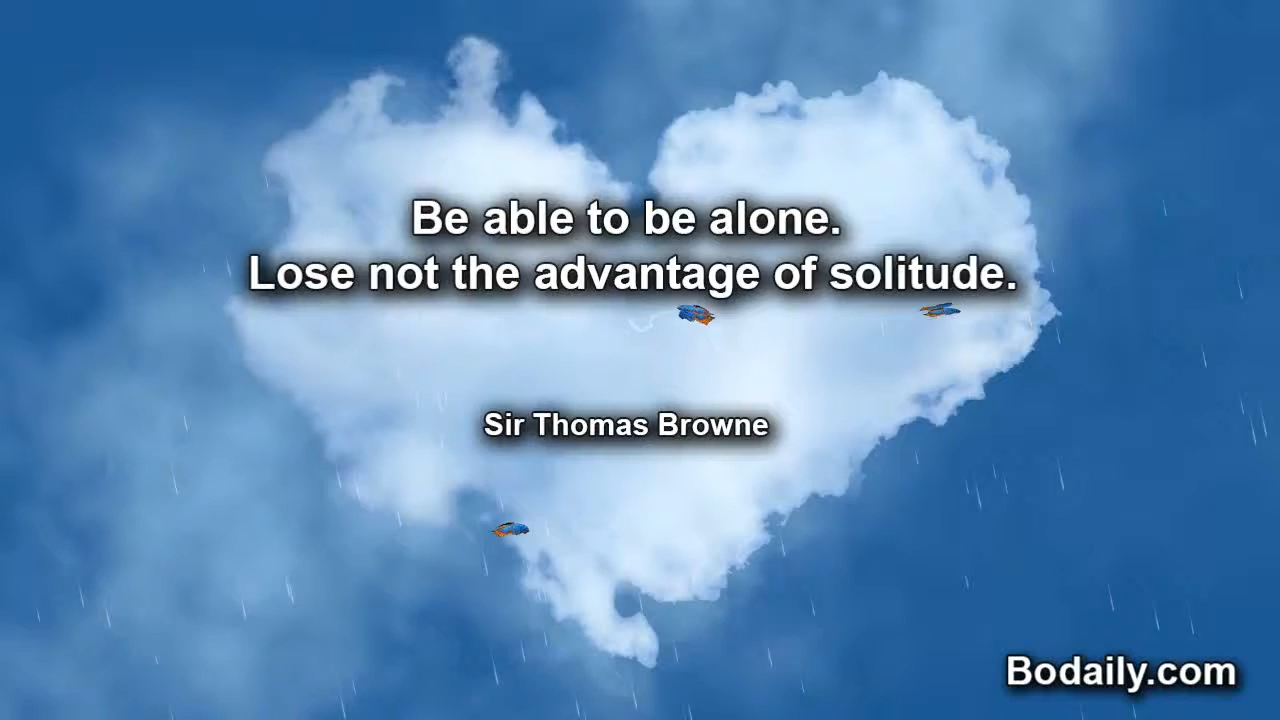 Be able to be alone.
Lose not the advantage of solitude.
Sir Thomas Browne
Bodaily.com